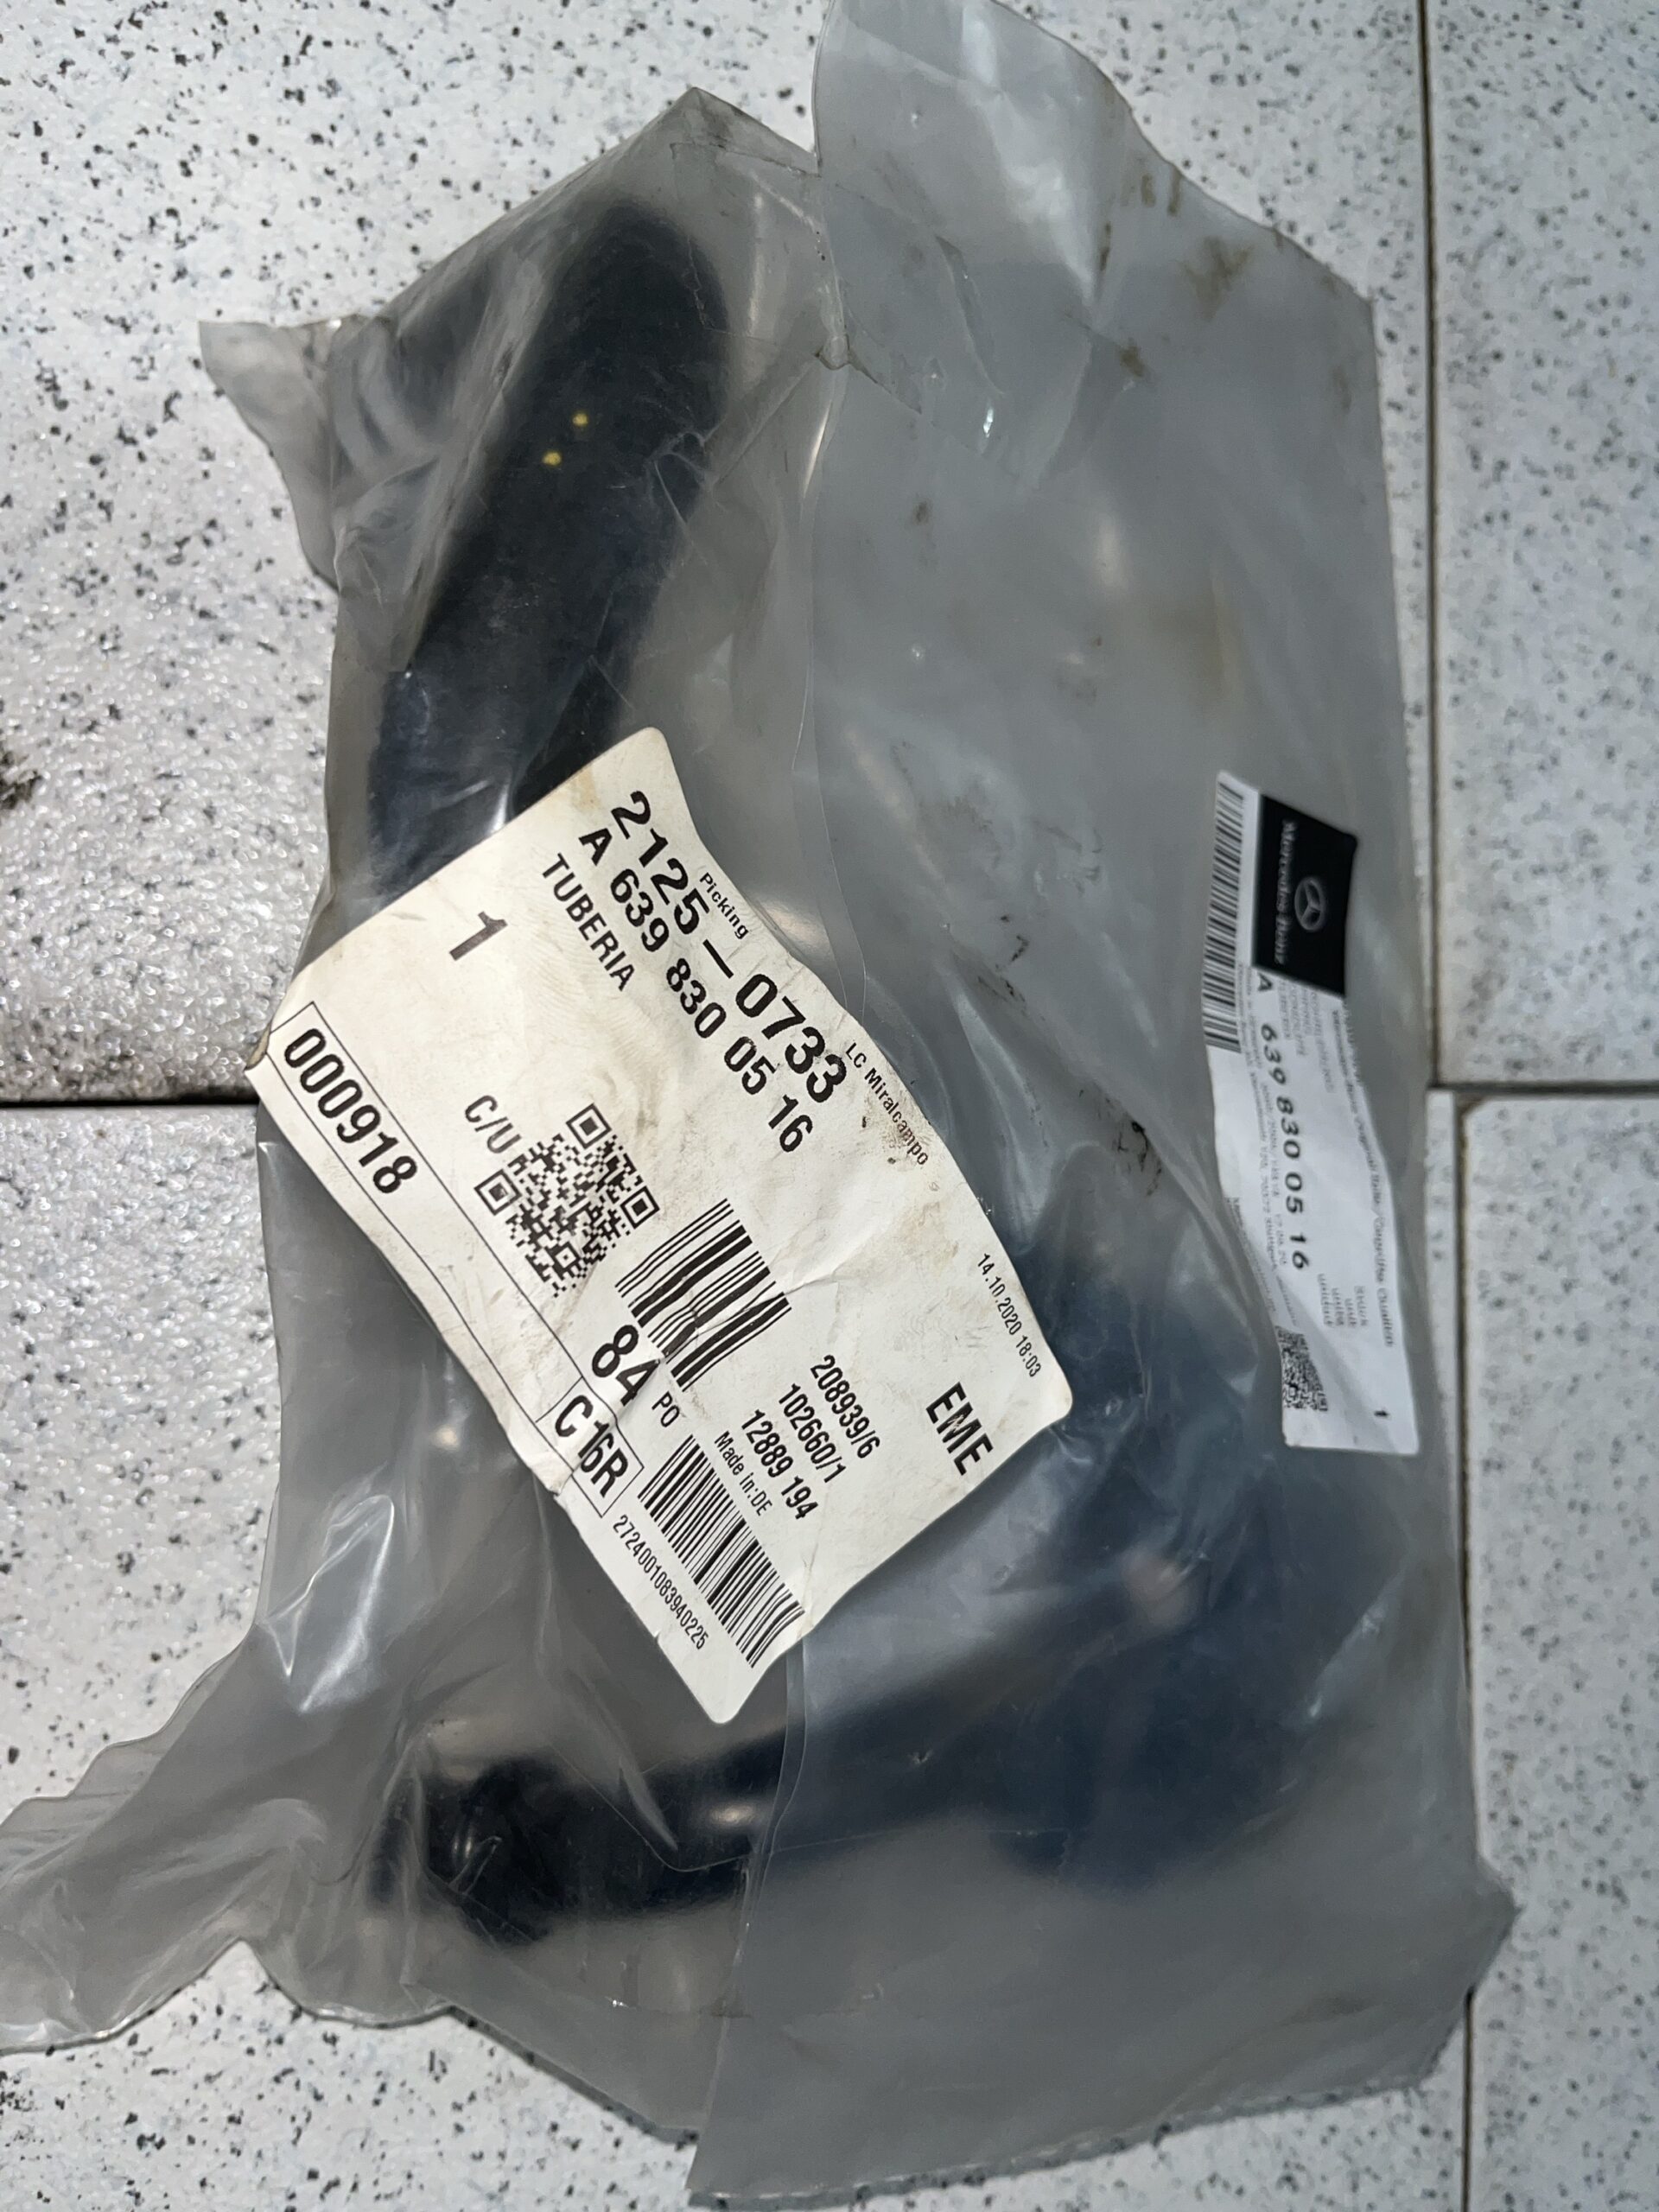 Picking
LC Miralcampo
14.10.2020 18:03
2125-0733
EME
A 639 830 05 16
TUBERIA
1
208939/6
102660/1
12889 194
Made in:DE
C/U
84
PO
000918
C16R
2724001083940225
Mercedes-Benz
A 639 830 05 16
1